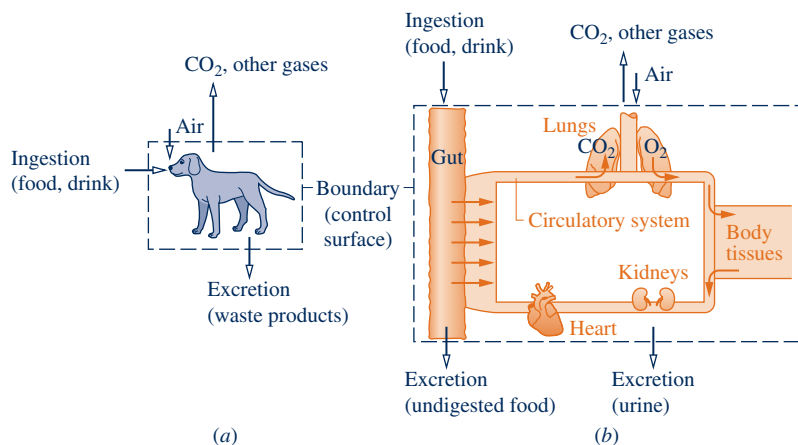 CO₂, other gases
Air
Ingestion
(food, drink)
Excretion
(waste products)
Boundary
(control
surface)
(a)
Ingestion
(food, drink)
CO₂, other gases
Air
Lungs
CO₂
O₂
Gut
Circulatory system
Body
tissues
Kidneys
Heart
Excretion
(undigested food)
Excretion
(urine)
(b)